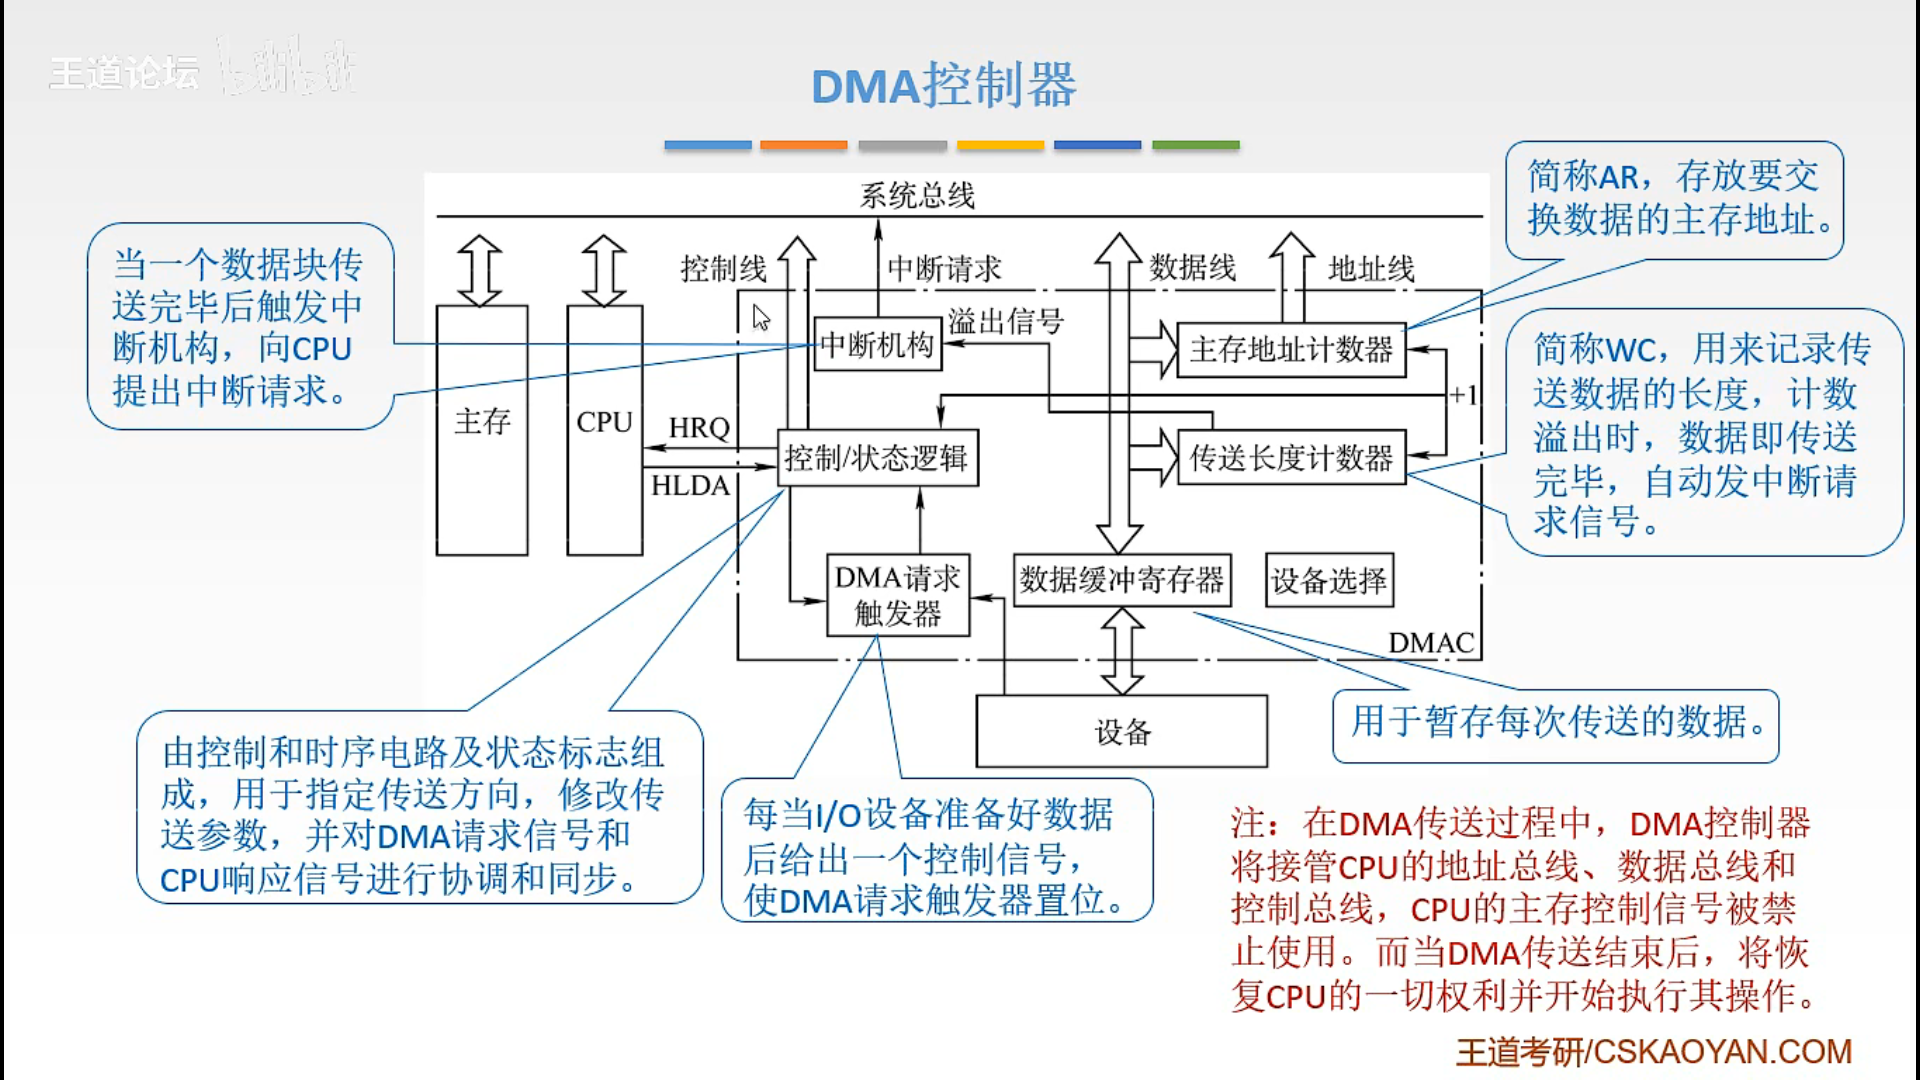 王道论坛 bilibili
DMA控制器
系统总线
控制线
中断请求
数据线
地址线
中断机构
溢出信号
主存地址计数器
+1
主存
CPU
HRQ
HLDA
控制/状态逻辑
传送长度计数器
DMA请求
触发器
数据缓冲寄存器
设备选择
DMAC
设备
当一个数据块传
送完毕后触发中
断机构，向CPU
提出中断请求。
简称AR，存放要交
换数据的主存地址。
简称WC，用来记录传
送数据的长度，计数
溢出时，数据即传送
完毕，自动发中断请
求信号。
用于暂存每次传送的数据。
由控制和时序电路及状态标志组
成，用于指定传送方向，修改传
送参数，并对DMA请求信号和
CPU响应信号进行协调和同步。
每当I/O设备准备好数据
后给出一个控制信号，
使DMA请求触发器置位。
注：在DMA传送过程中，DMA控制器
将接管CPU的地址总线、数据总线和
控制总线，CPU的主存控制信号被禁
止使用。而当DMA传送结束后，将恢
复CPU的一切权利并开始执行其操作。
王道考研/CSKAOYAN.COM